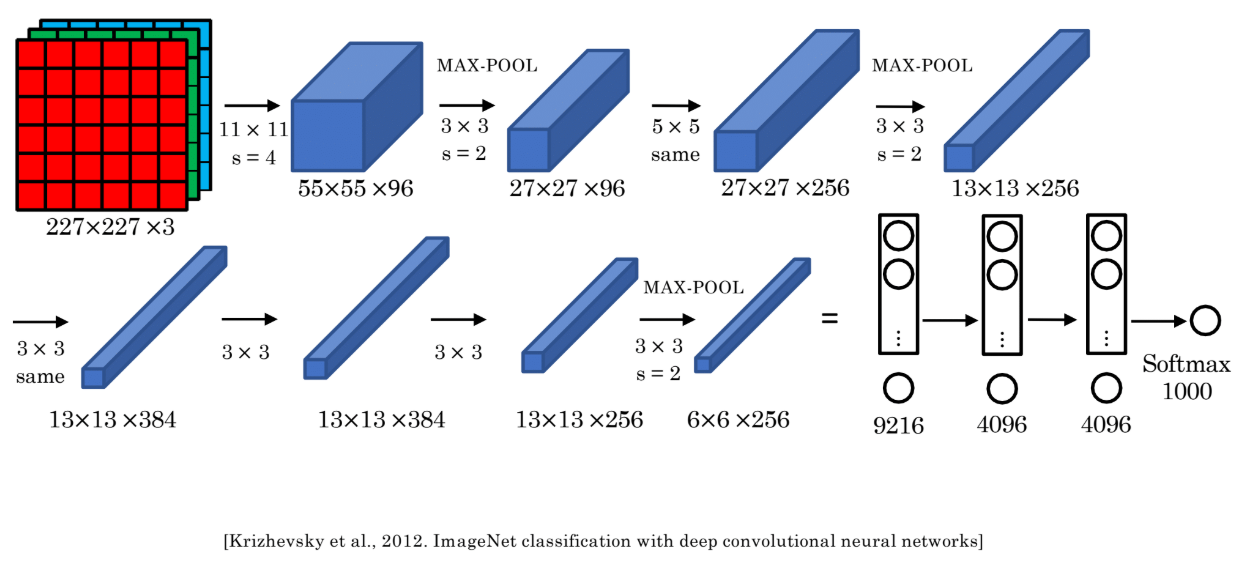 MAX-POOL
MAX-POOL
11 × 11
s = 4
3 × 3
s = 2
5 × 5
same
3 × 3
s = 2
227×227 ×3
55×55 ×96
27×27 ×96
27×27 ×256
13×13 ×256
MAX-POOL
3 × 3
same
3 × 3
3 × 3
3 × 3
s = 2
=
⋮
⋮
⋮
Softmax
1000
13×13 ×384
13×13 ×384
13×13 ×256
6×6 ×256
9216
4096
4096
[Krizhevsky et al., 2012. ImageNet classification with deep convolutional neural networks]